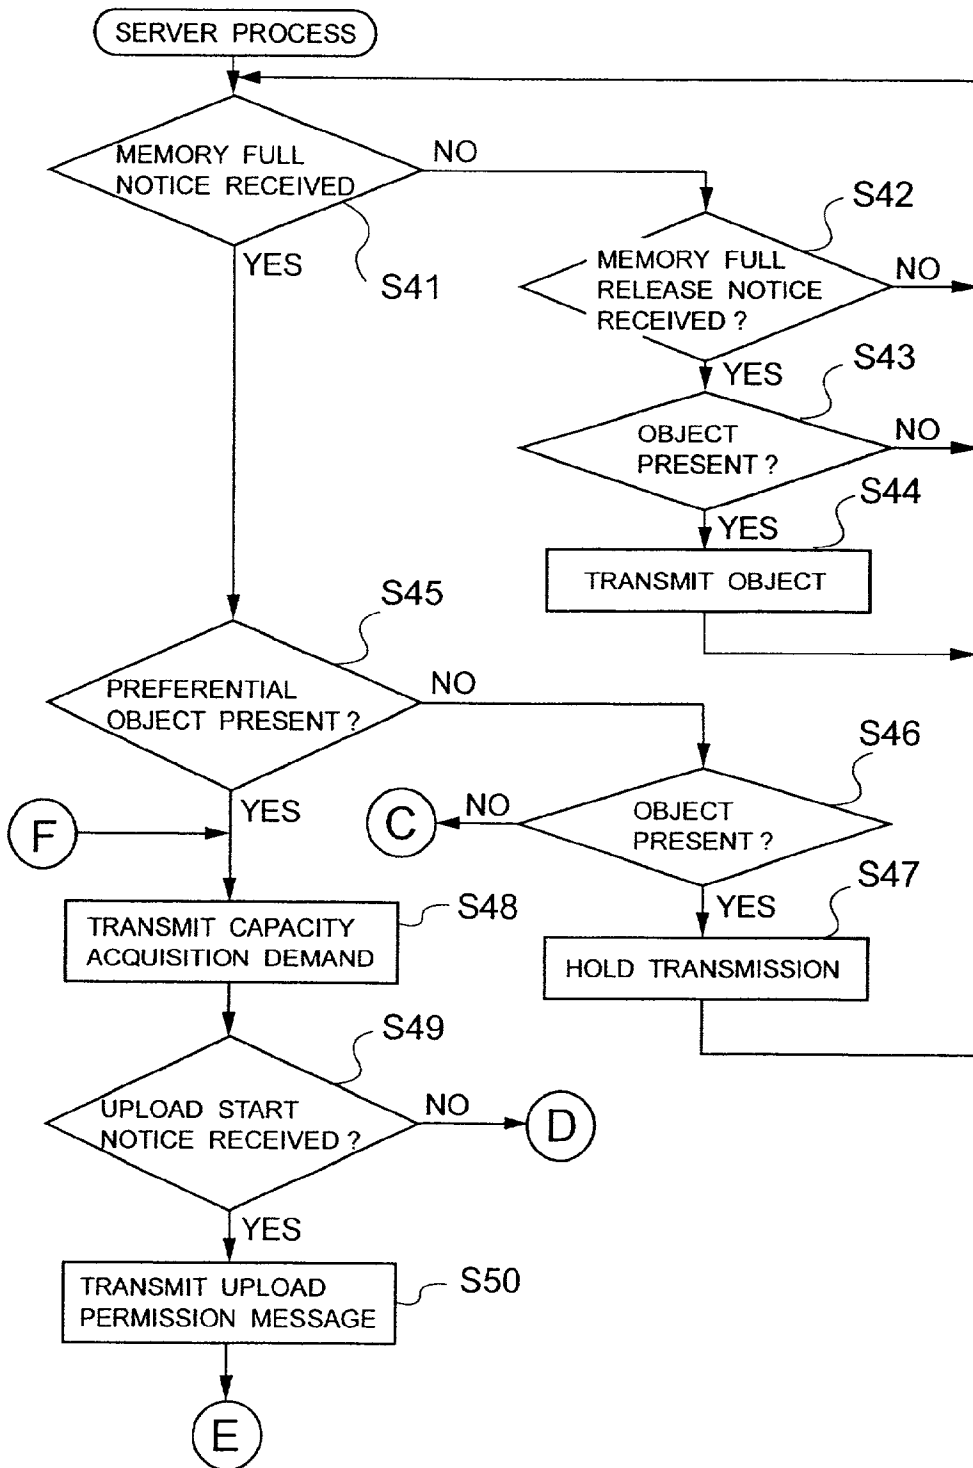 SERVER PROCESS
MEMORY FULL
NOTICE RECEIVED
NO
YES
S41
S42
MEMORY FULL
RELEASE NOTICE
RECEIVED ?
NO
YES
S43
OBJECT
PRESENT ?
NO
YES
S44
TRANSMIT OBJECT
S45
PREFERENTIAL
OBJECT PRESENT ?
NO
YES
S46
OBJECT
PRESENT ?
NO
C
YES
S47
HOLD TRANSMISSION
F
S48
TRANSMIT CAPACITY
ACQUISITION DEMAND
S49
UPLOAD START
NOTICE RECEIVED ?
NO
D
YES
S50
TRANSMIT UPLOAD
PERMISSION MESSAGE
E